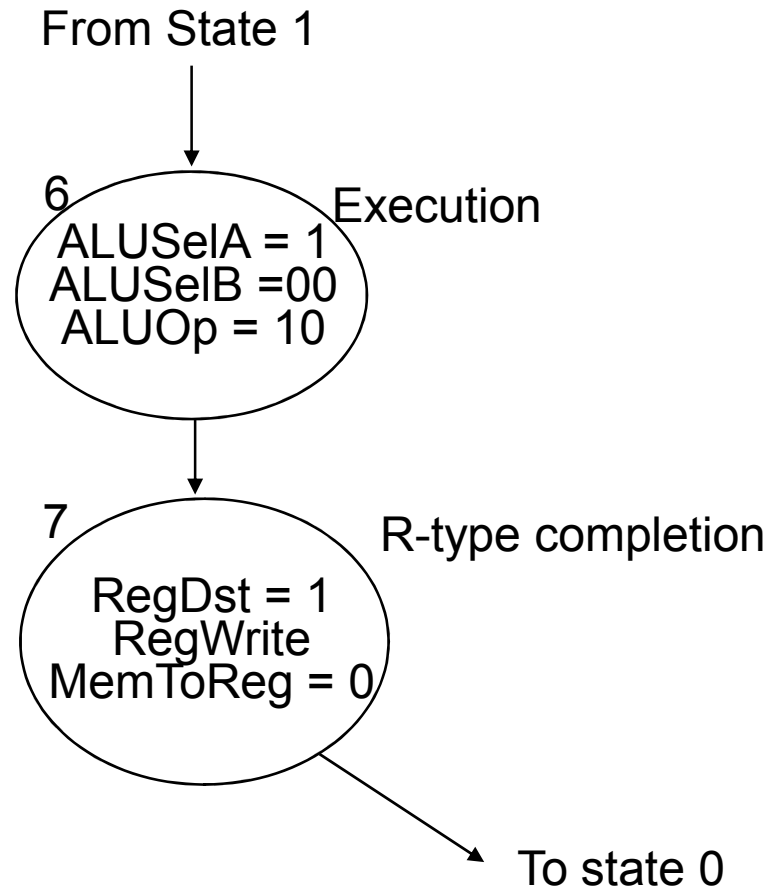 From State 1
6
Execution
ALUSelA = 1
ALUSelB =00
ALUOp = 10
7
R-type completion
RegDst = 1
RegWrite
MemToReg = 0
To state 0